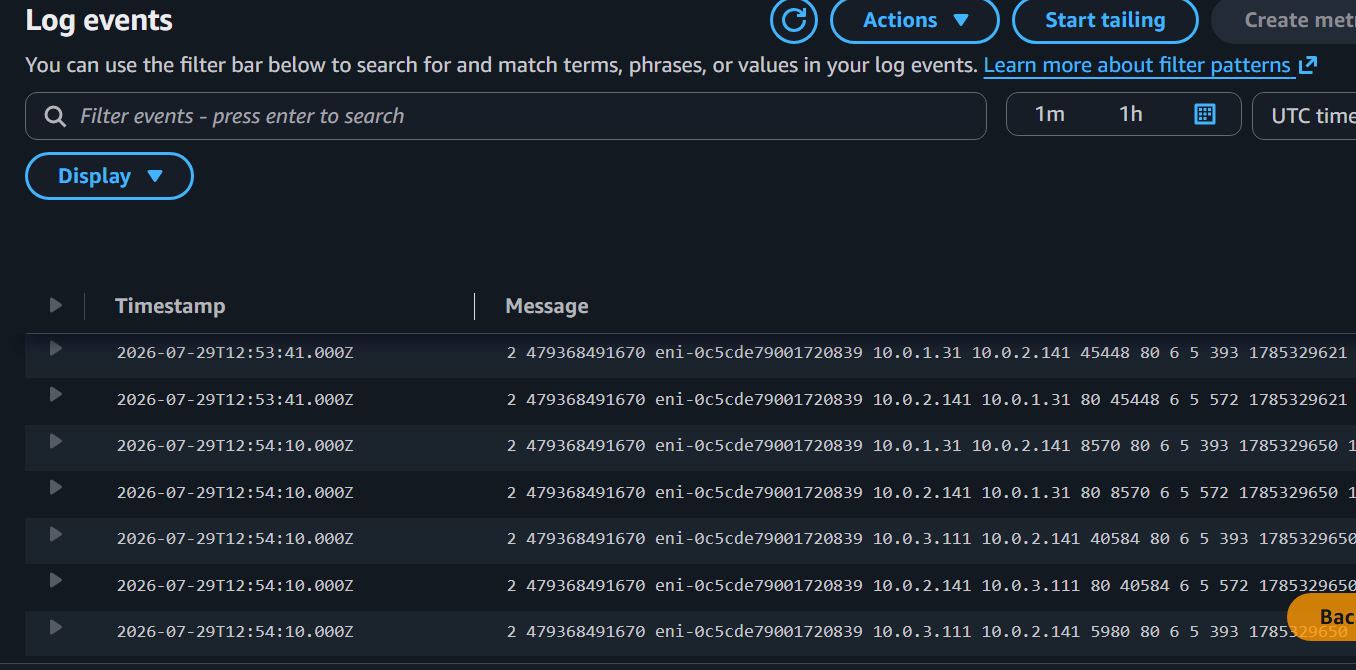 Log events Actions Start tailing Create
You can use the filter bar below to search for and match terms, phrases, or values in your log events. Learn more about filter patterns
Filter events - press enter to search 1m 1h UTC
Display
Timestamp Message
2026-07-29T12:53:41.000Z 2 479368491670 eni-0c5cde79001720839 10.0.1.31 10.0.2.141 45448 80 6 5 393 1785329621
2026-07-29T12:53:41.000Z 2 479368491670 eni-0c5cde79001720839 10.0.2.141 10.0.1.31 80 45448 6 5 572 1785329621
2026-07-29T12:54:10.000Z 2 479368491670 eni-0c5cde79001720839 10.0.1.31 10.0.2.141 8570 80 6 5 393 1785329650 1
2026-07-29T12:54:10.000Z 2 479368491670 eni-0c5cde79001720839 10.0.2.141 10.0.1.31 80 8570 6 5 572 1785329650 1
2026-07-29T12:54:10.000Z 2 479368491670 eni-0c5cde79001720839 10.0.3.111 10.0.2.141 40584 80 6 5 393 1785329650
2026-07-29T12:54:10.000Z 2 479368491670 eni-0c5cde79001720839 10.0.2.141 10.0.3.111 80 40584 6 5 572 1785329650
Bac
2026-07-29T12:54:10.000Z 2 479368491670 eni-0c5cde79001720839 10.0.3.111 10.0.2.141 5980 80 6 5 393 1785329650